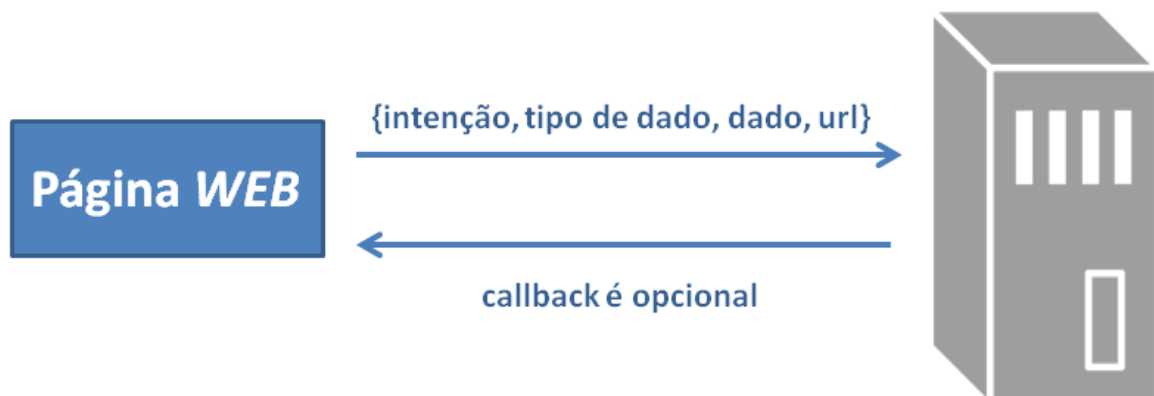 {intenção, tipo de dado, dado, url}
Página WEB
callback é opcional